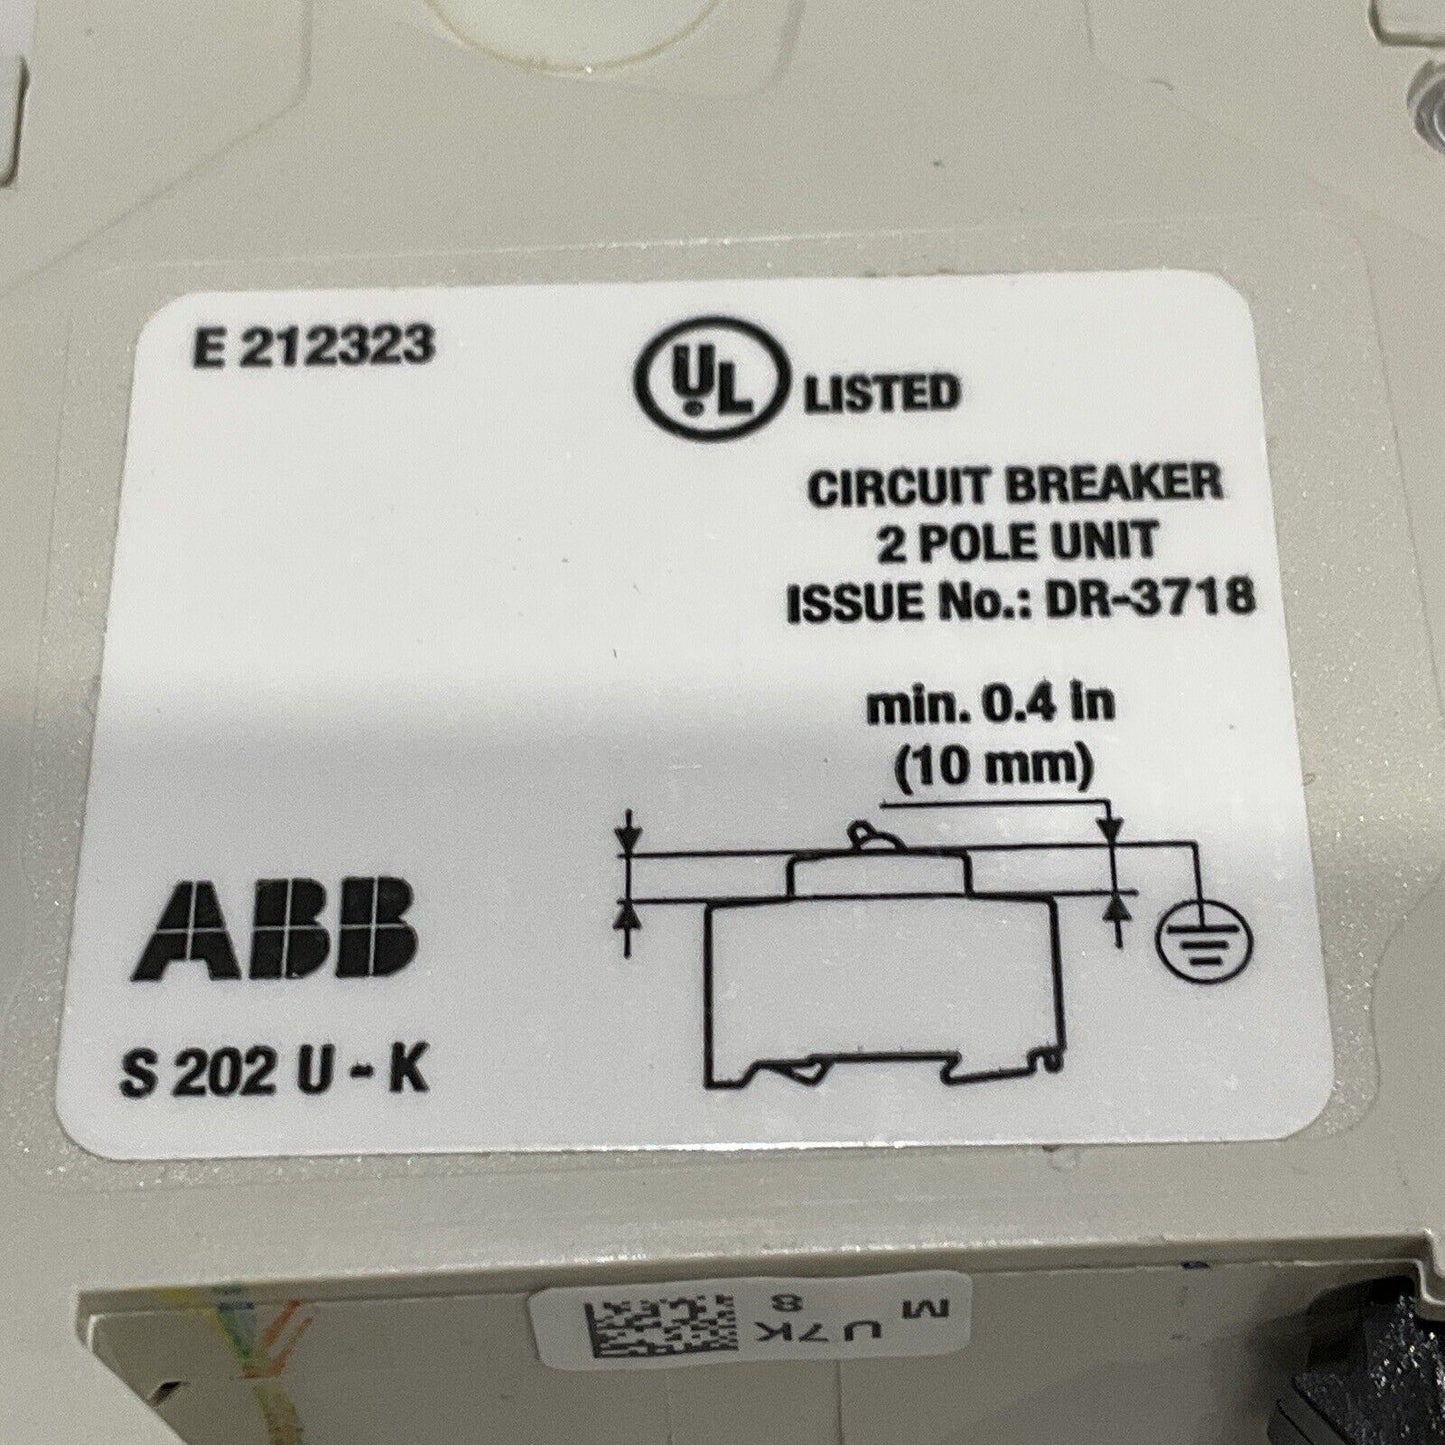 E 212323
UL LISTED
CIRCUIT BREAKER
2 POLE UNIT
ISSUE No.: DR-3718
min. 0.4 in
(10 mm)
ABB
S 202 U - K
M U7K
8